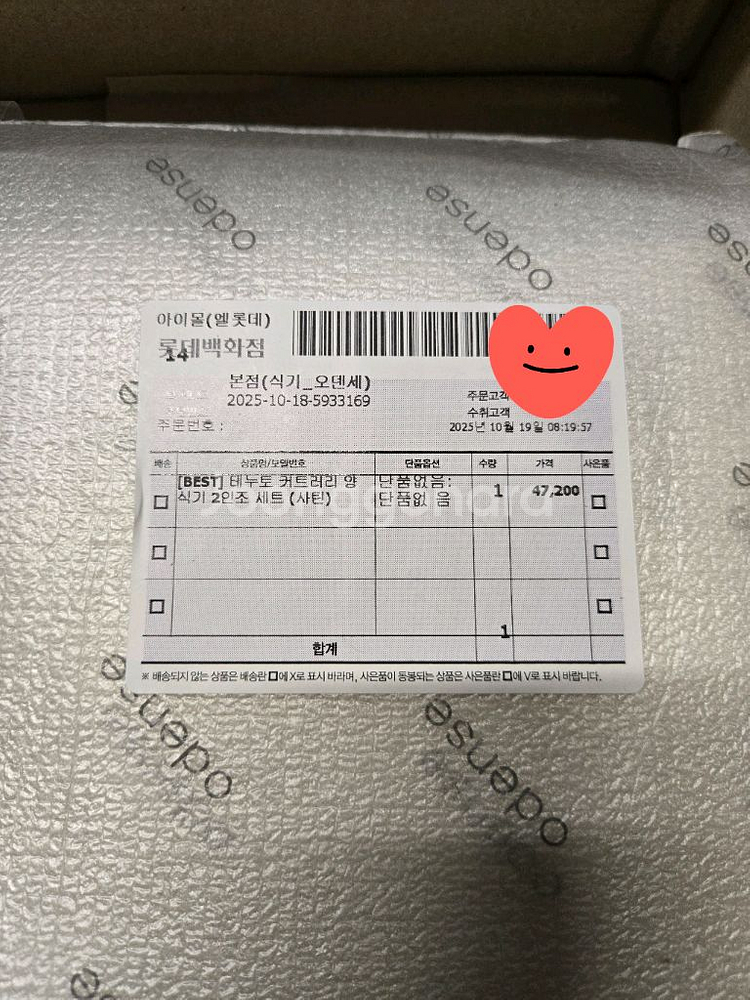 odense
odense
odense
아이몰(엘롯데)
롯데백화점
14
본점(식기_오덴세)
2025-10-18-5933169
주문고객
수취고객
주문번호 :
2025년 10월 19일 08:19:57
배송 상품명/모델번호 단품옵션 수량 가격 사은품
[BEST] 테두토 커트러리 양 단품없음: 1 47,200
식기 2인조 세트 (샤틴) 단품없 음
1
합계
※ 배송되지 않는 상품은 배송란 □에 X로 표시 바라며, 사은품이 동봉되는 상품은 사은품란 □에 V로 표시 바랍니다.
odense
odense